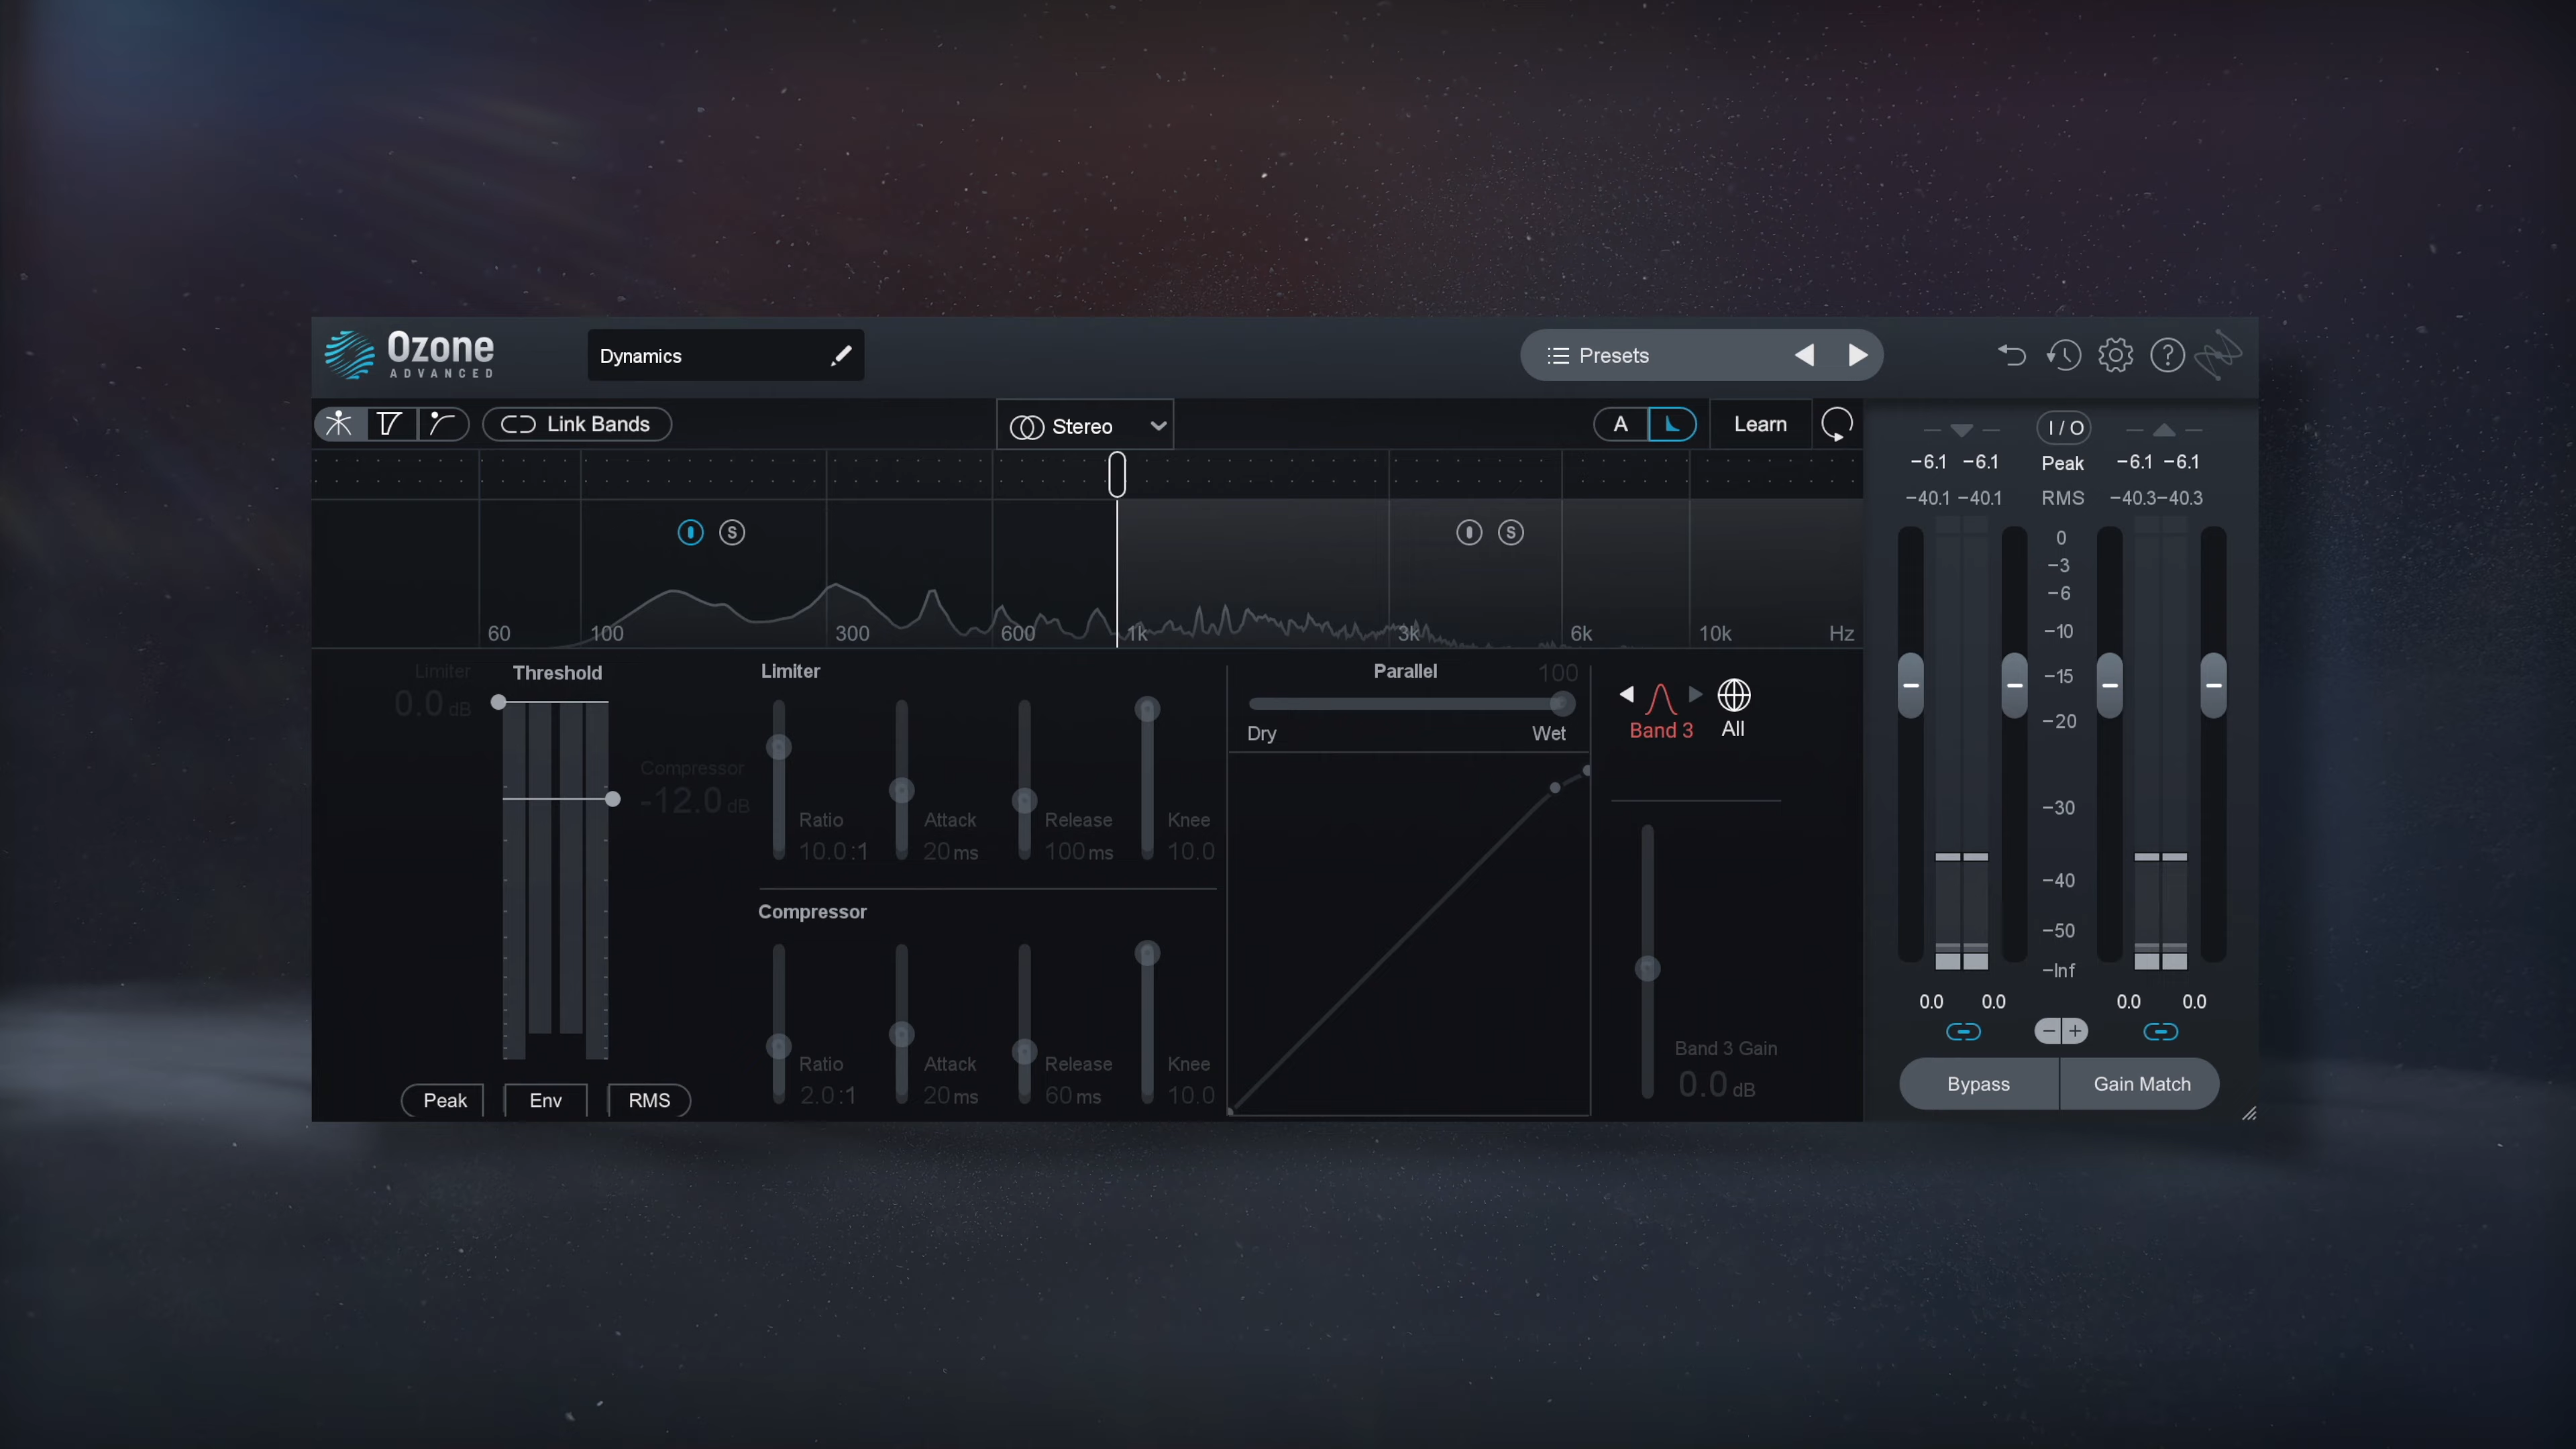 Ozone
ADVANCED
Dynamics
Presets
Link Bands
Stereo
A
Learn
I / O
-6.1 -6.1
Peak
-6.1 -6.1
-40.1 -40.1
RMS
-40.3 -40.3
S
S
60
100
300
600
1k
3k
6k
10k
Hz
0
-3
-6
-10
-15
-20
-30
-40
-50
-Inf
Limiter
0.0 dB
Threshold
Compressor
-12.0 dB
Peak
Env
RMS
Limiter
Ratio
10.0:1
Attack
20 ms
Release
100 ms
Knee
10.0
Compressor
Ratio
2.0:1
Attack
20 ms
Release
60 ms
Knee
10.0
Parallel
100
Dry
Wet
Band 3
All
Band 3 Gain
0.0 dB
0.0 0.0
0.0 0.0
Bypass
Gain Match